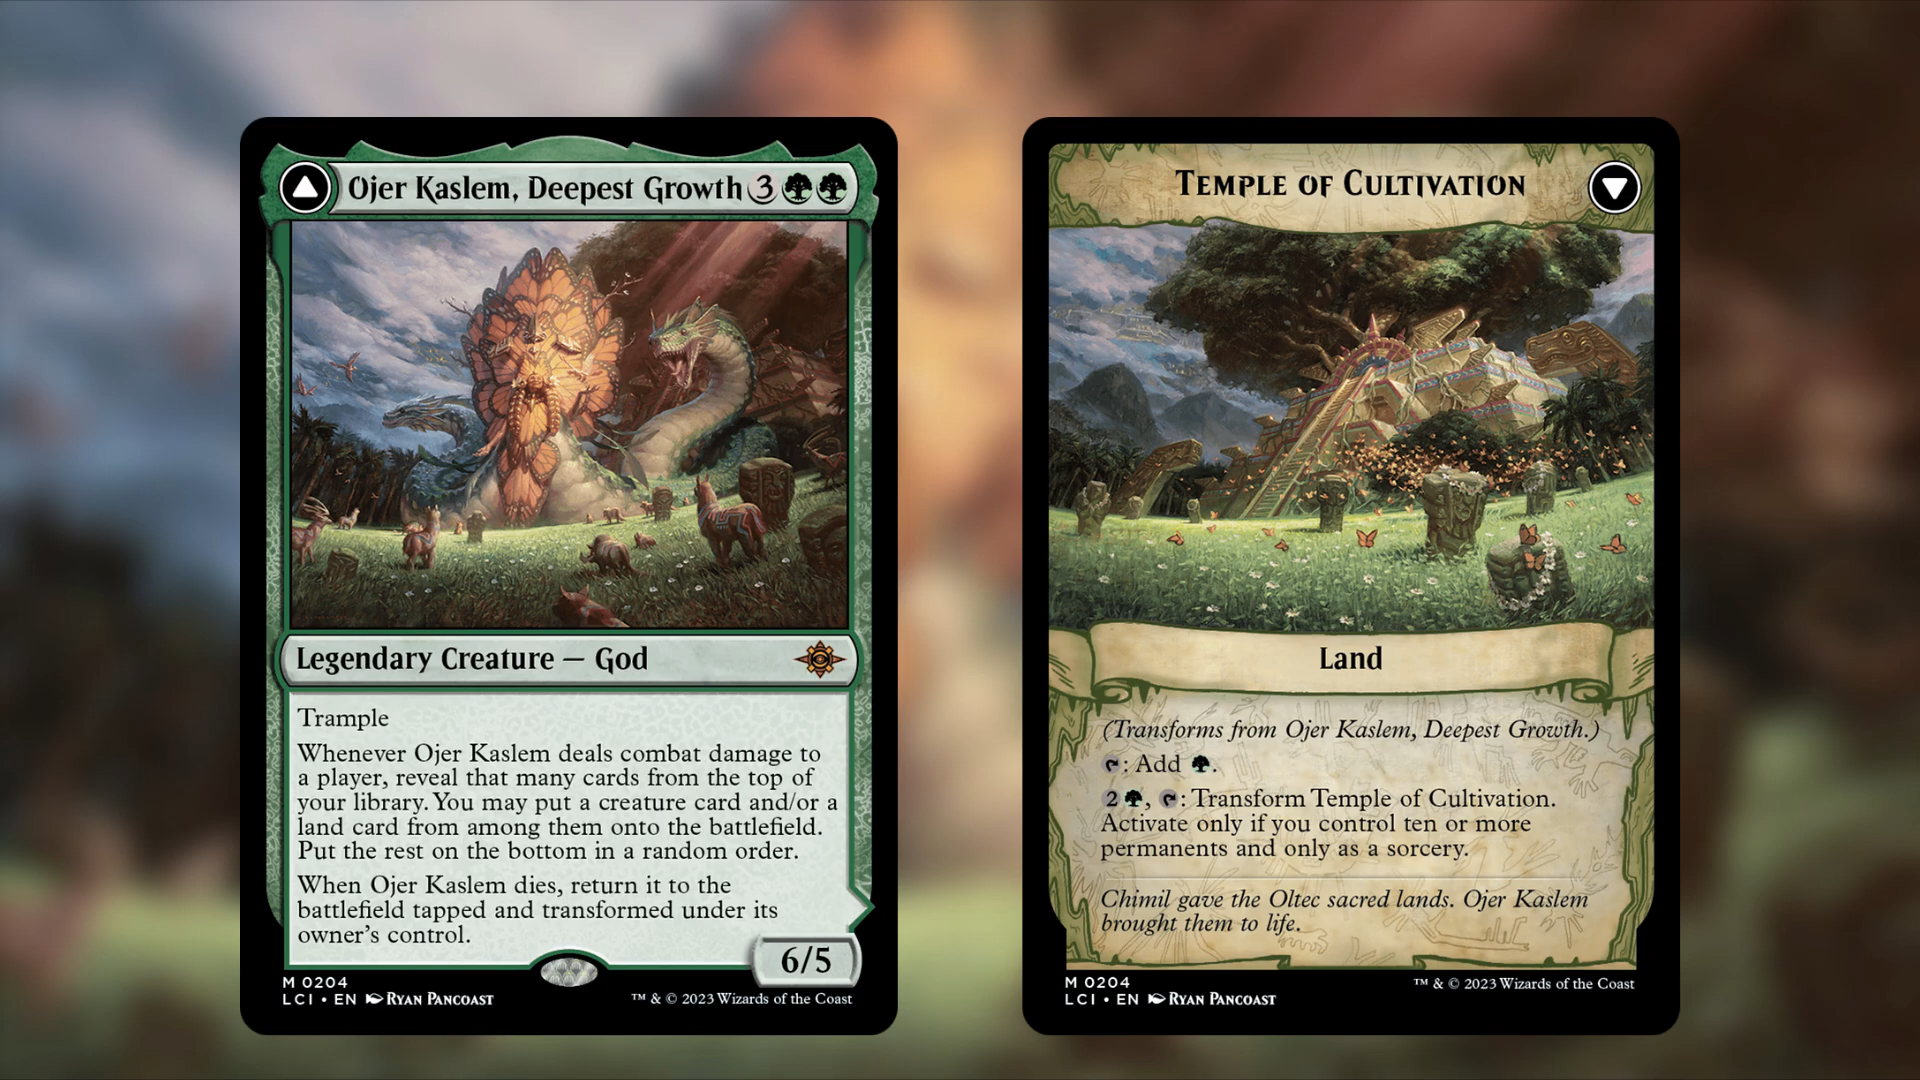 Ojer Kaslem, Deepest Growth 3
Legendary Creature — God
Trample
Whenever Ojer Kaslem deals combat damage to
a player, reveal that many cards from the top of
your library. You may put a creature card and/or a
land card from among them onto the battlefield.
Put the rest on the bottom in a random order.
When Ojer Kaslem dies, return it to the
battlefield tapped and transformed under its
owner's control.
6/5
M 0204
LCI • EN Ryan Pancoast
™ & © 2023 Wizards of the Coast
Temple of Cultivation
Land
(Transforms from Ojer Kaslem, Deepest Growth.)
: Add .
2 , : Transform Temple of Cultivation.
Activate only if you control ten or more
permanents and only as a sorcery.
Chimil gave the Oltec sacred lands. Ojer Kaslem
brought them to life.
M 0204
LCI • EN Ryan Pancoast
™ & © 2023 Wizards of the Coast